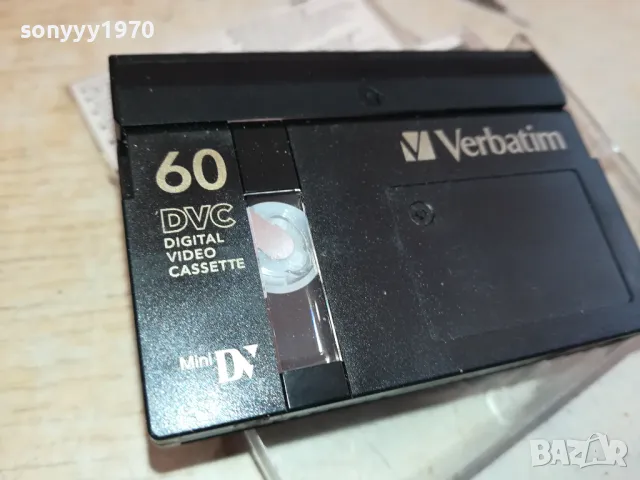 sonyyy1970
Verbatim
60
DVC
DIGITAL
VIDEO
CASSETTE
Mini DV
BAZAR